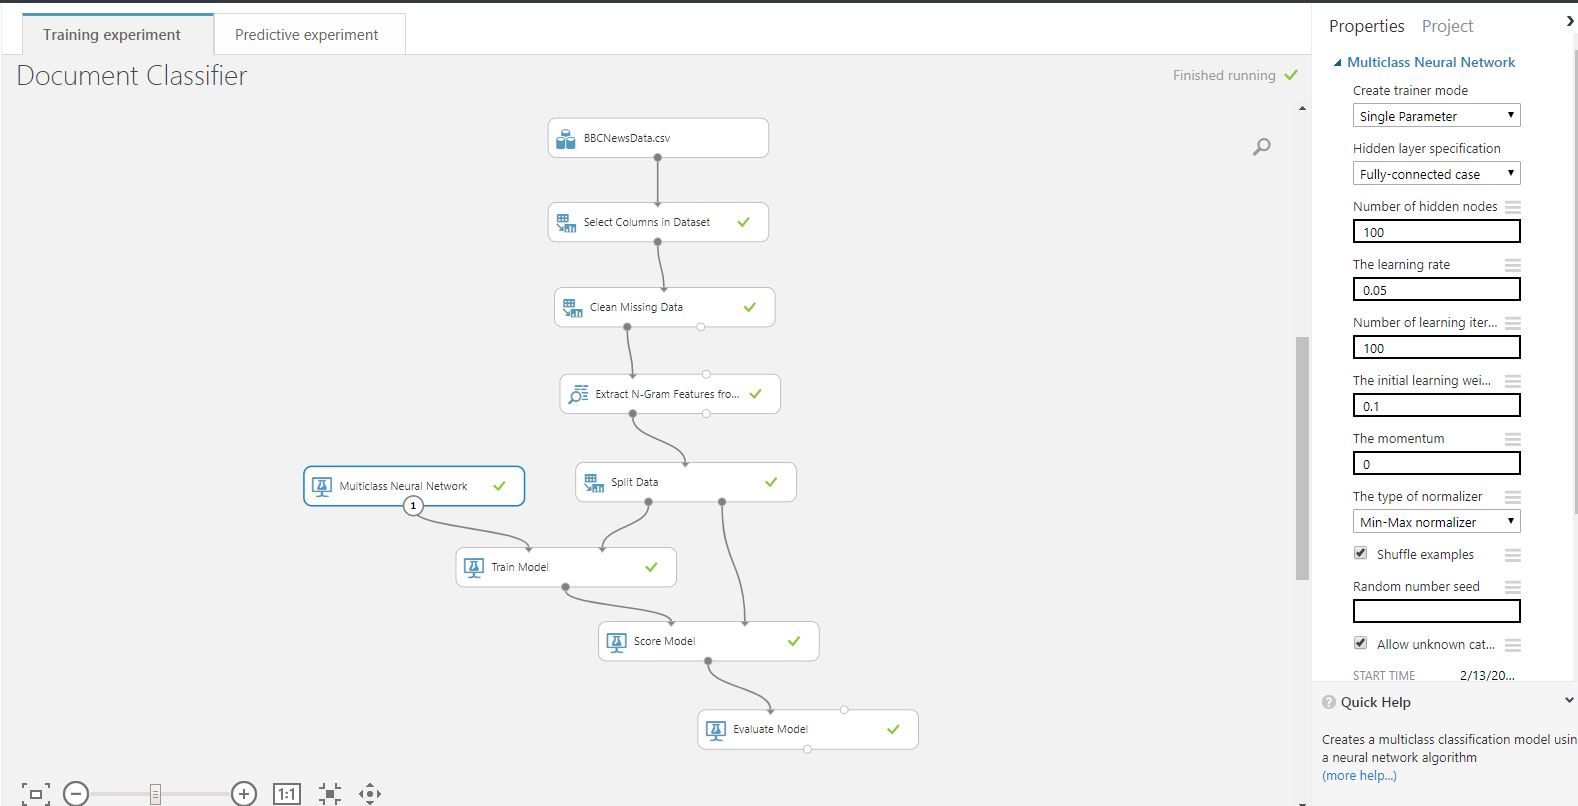 Training experiment
Predictive experiment
Document Classifier
Finished running
BBCNewsData.csv
Select Columns in Dataset
Clean Missing Data
Extract N-Gram Features fro...
Multiclass Neural Network
1
Split Data
Train Model
Score Model
Evaluate Model
1:1
Properties Project
Multiclass Neural Network
Create trainer mode
Single Parameter
Hidden layer specification
Fully-connected case
Number of hidden nodes
100
The learning rate
0.05
Number of learning iter...
100
The initial learning wei...
0.1
The momentum
0
The type of normalizer
Min-Max normalizer
Shuffle examples
Random number seed
Allow unknown cat...
START TIME 2/13/20...
? Quick Help
Creates a multiclass classification model usin
a neural network algorithm
(more help...)